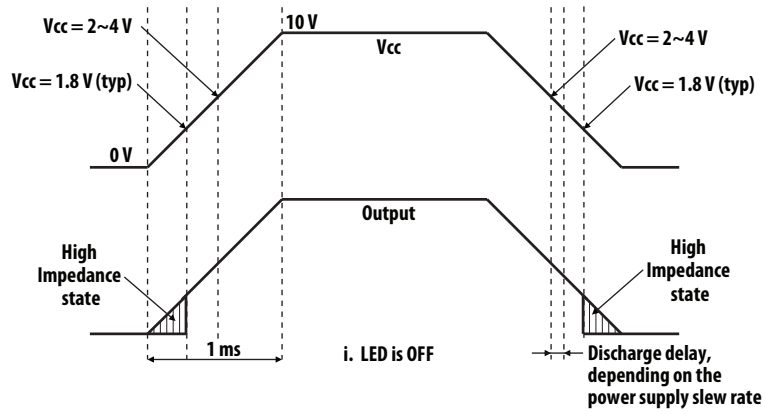 Vcc = 2~4 V
10 V
Vcc
Vcc = 2~4 V
Vcc = 1.8 V (typ)
Vcc = 1.8 V (typ)
0 V
Output
High
Impedance
state
High
Impedance
state
1 ms
i. LED is OFF
Discharge delay,
depending on the
power supply slew rate